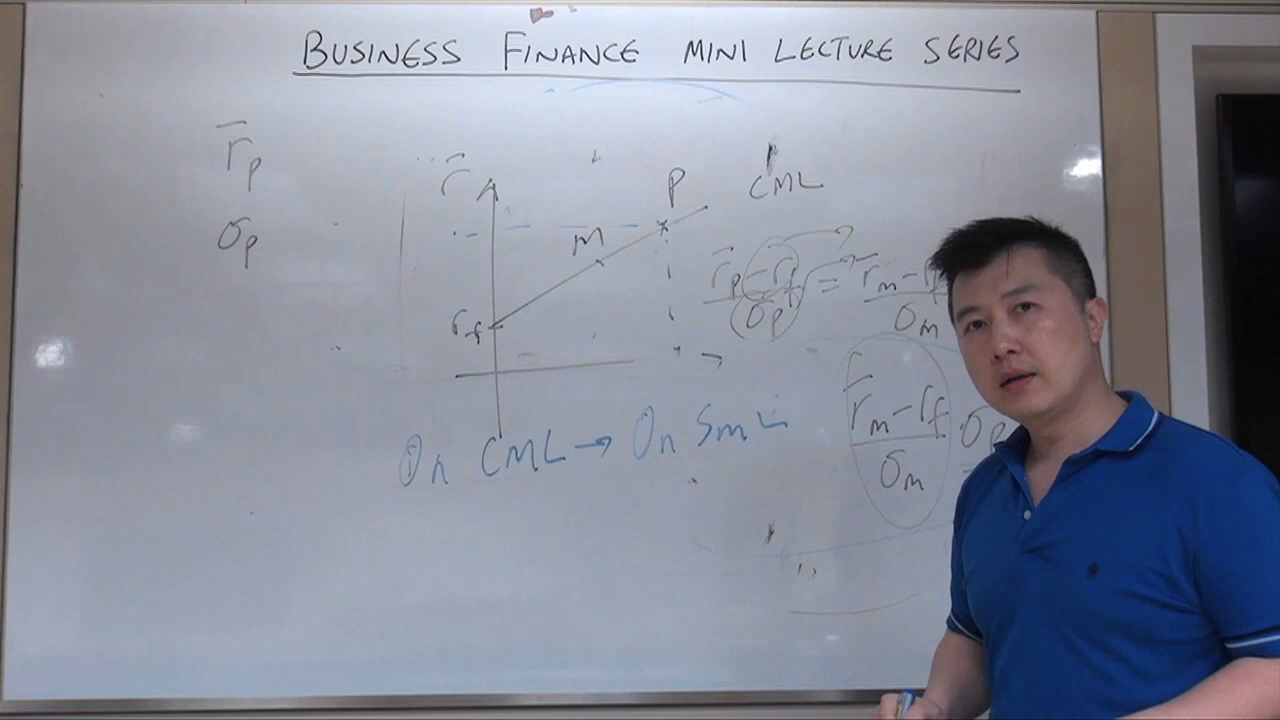 BUSINESS FINANCE MINI LECTURE SERIES
r̄p
σp
r̄
P
CML
M
rf
r̄p - rf / σp = r̄m - rf / σm
r̄m - rf / σm σp
On CML → On SML